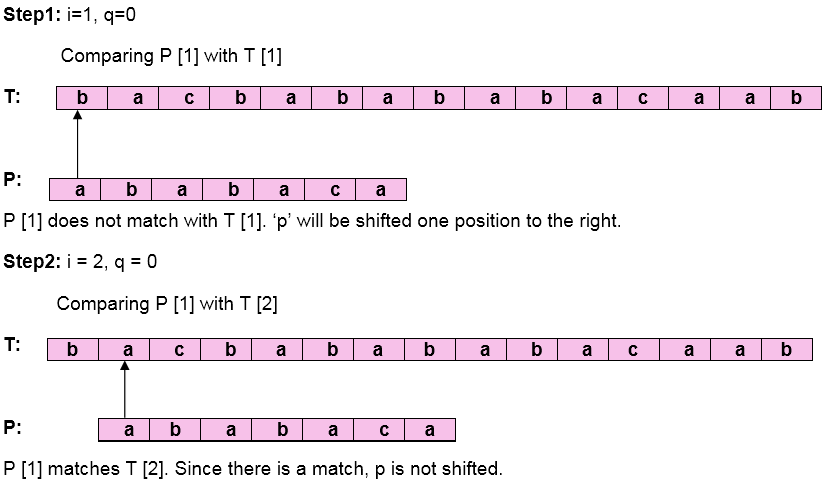 Step1: i=1, q=0
Comparing P [1] with T [1]
T: b a c b a b a b a b a c a a b
P: a b a b a c a
P [1] does not match with T [1]. ‘p’ will be shifted one position to the right.
Step2: i = 2, q = 0
Comparing P [1] with T [2]
T: b a c b a b a b a b a c a a b
P: a b a b a c a
P [1] matches T [2]. Since there is a match, p is not shifted.